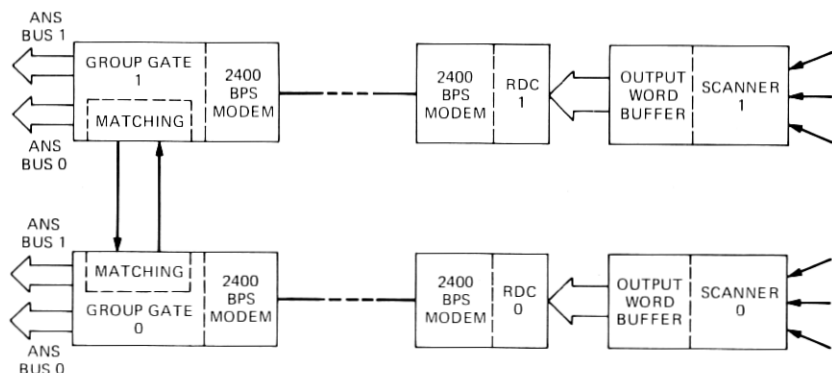 ANS
BUS 1
GROUP GATE
1
MATCHING
2400
BPS
MODEM
ANS
BUS 0
2400
BPS
MODEM
RDC
1
OUTPUT
WORD
BUFFER
SCANNER
1
ANS
BUS 1
MATCHING
GROUP GATE
0
2400
BPS
MODEM
ANS
BUS 0
2400
BPS
MODEM
RDC
0
OUTPUT
WORD
BUFFER
SCANNER
0